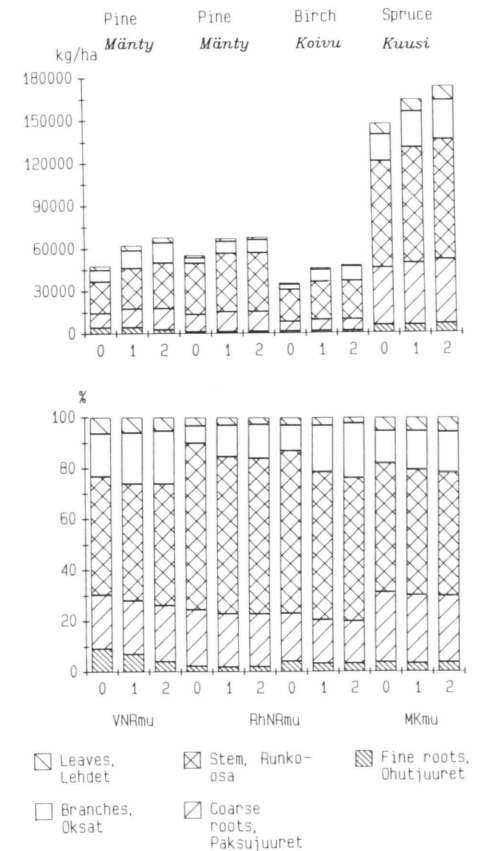 Pine Pine Birch Spruce
Mänty Mänty Koivu Kuusi
kg/ha
180000
150000
120000
90000
60000
30000
0
0 1 2 0 1 2 0 1 2 0 1 2
%
100
80
60
40
20
0
0 1 2 0 1 2 0 1 2 0 1 2
VNRmu RhNRmu MKmu
Leaves, Lehdet
Stem, Runko-osa
Fine roots, Ohutjuuret
Branches, Oksat
Coarse roots, Paksujuuret